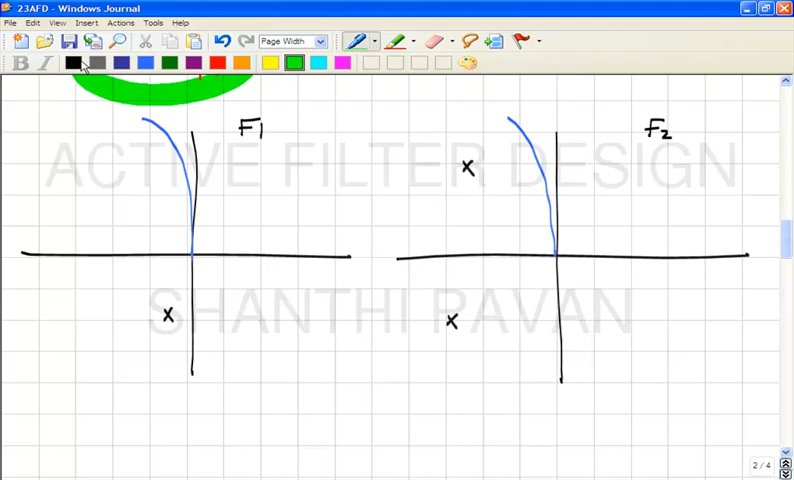 23AFD - Windows Journal
File Edit View Insert Actions Tools Help
Page Width
B I
F1 F2
ACTIVE FILTER DESIGN
x
SHANTHI RAVAN
x x
2 / 4